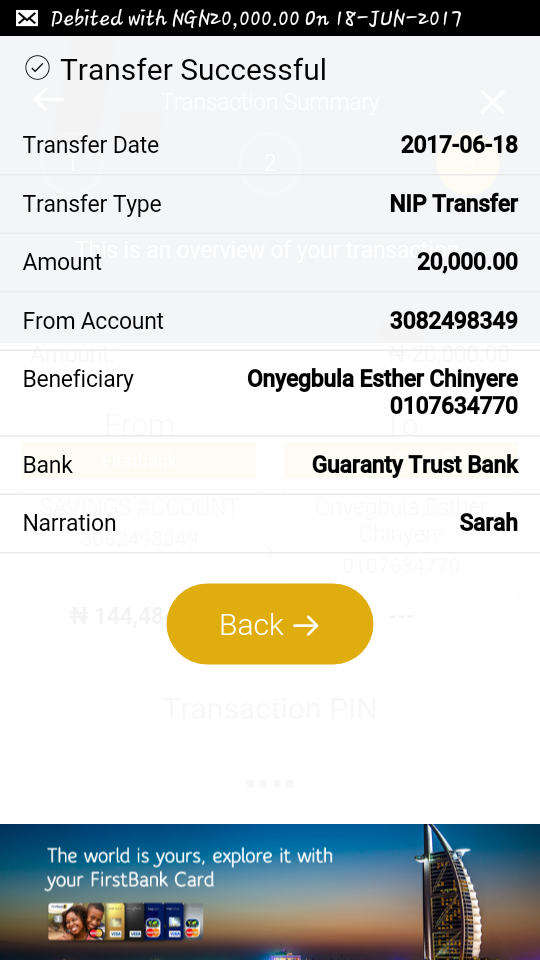 Debited with NGN20,000.00 On 18-JUN-2017
Transfer Successful
Transaction Summary
1 2
Transfer Date 2017-06-18
Transfer Type NIP Transfer
This is an overview of your transaction
Amount 20,000.00
From Account 3082498349
Amount: ₦ 20,000.00
Beneficiary Onyegbula Esther Chinyere
0107634770
From To
Bank Guaranty Trust Bank
SAVINGS ACCOUNT Onyegbula Esther
Narration Sarah
Chinyere
3082498349
0107634770
₦ 144,48 ---
Back →
Transaction PIN
The world is yours, explore it with
your FirstBank Card